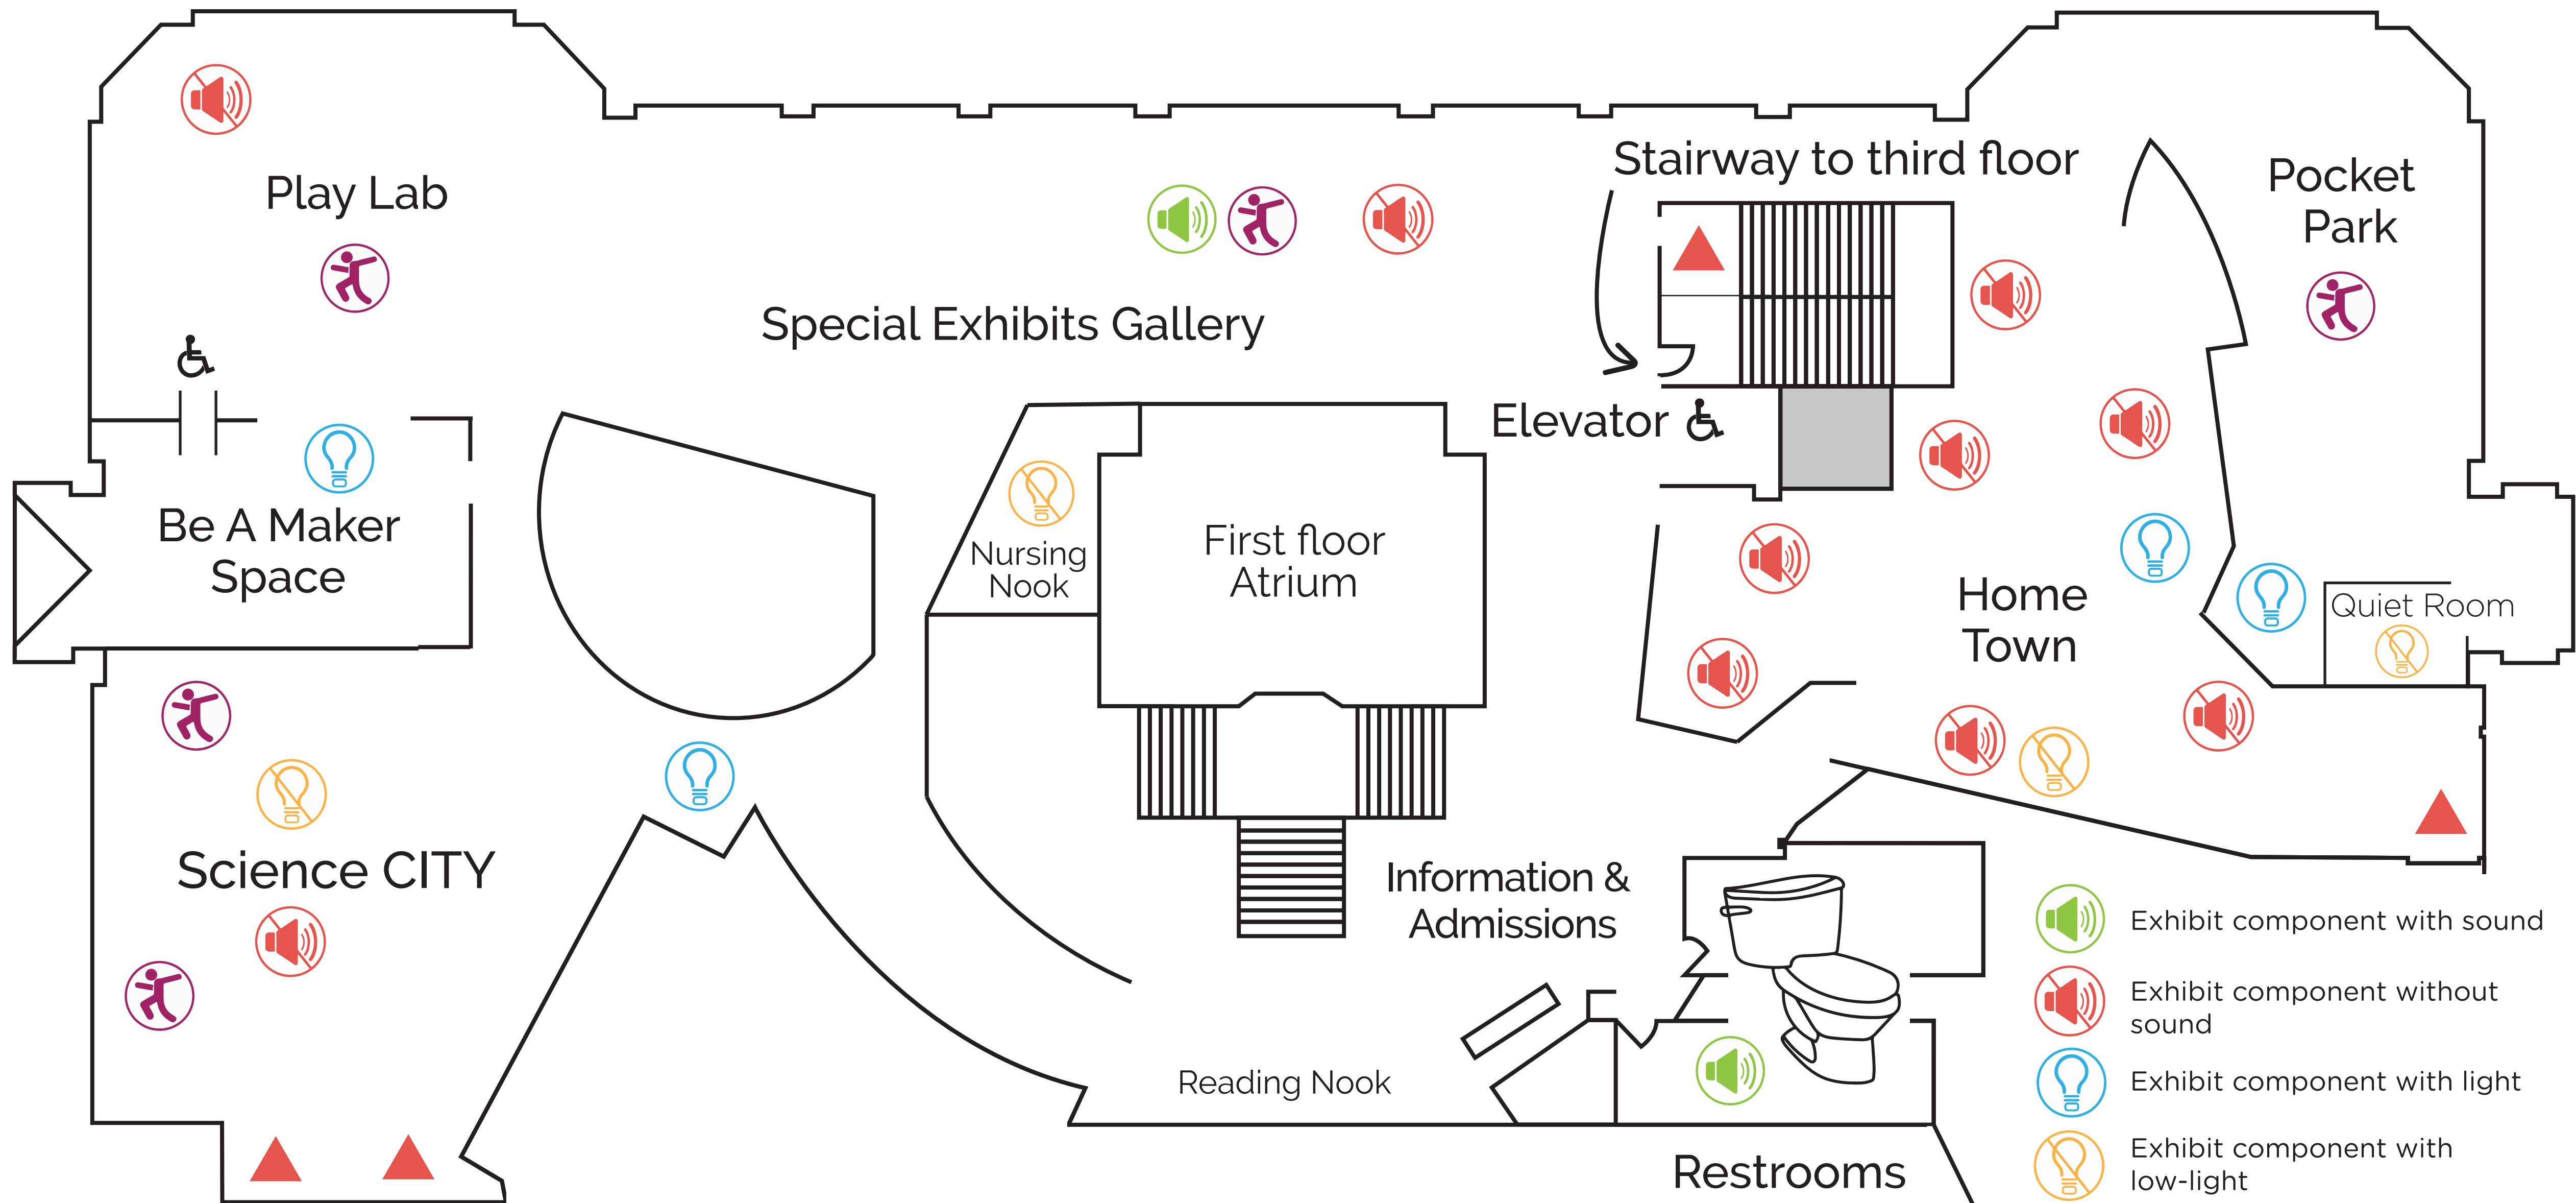 Stairway to third floor
Play Lab
Pocket
Park
Special Exhibits Gallery
Elevator
Be A Maker
Space
Nursing
Nook
First floor
Atrium
Home
Town
Quiet Room
Science CITY
Information &
Admissions
Reading Nook
Restrooms
Exhibit component with sound
Exhibit component without
sound
Exhibit component with light
Exhibit component with
low-light